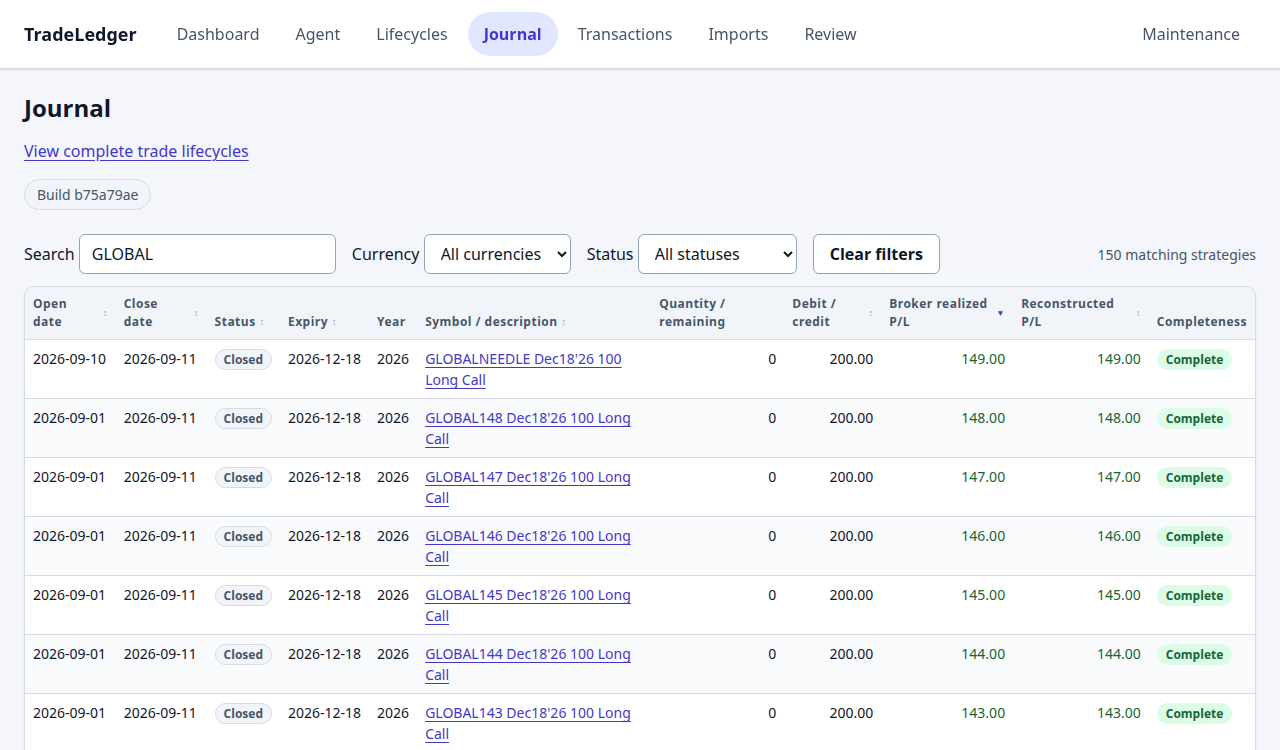 TradeLedger Dashboard Agent Lifecycles Journal Transactions Imports Review Maintenance
Journal
View complete trade lifecycles
Build b75a79ae
Search GLOBAL Currency All currencies Status All statuses Clear filters 150 matching strategies
Open date Close date Status Expiry Year Symbol / description Quantity / remaining Debit / credit Broker realized P/L Reconstructed P/L Completeness
2026-09-10 2026-09-11 Closed 2026-12-18 2026 GLOBALNEEDLE Dec18'26 100 0 200.00 149.00 149.00 Complete
Long Call
2026-09-01 2026-09-11 Closed 2026-12-18 2026 GLOBAL148 Dec18'26 100 Long 0 200.00 148.00 148.00 Complete
Call
2026-09-01 2026-09-11 Closed 2026-12-18 2026 GLOBAL147 Dec18'26 100 Long 0 200.00 147.00 147.00 Complete
Call
2026-09-01 2026-09-11 Closed 2026-12-18 2026 GLOBAL146 Dec18'26 100 Long 0 200.00 146.00 146.00 Complete
Call
2026-09-01 2026-09-11 Closed 2026-12-18 2026 GLOBAL145 Dec18'26 100 Long 0 200.00 145.00 145.00 Complete
Call
2026-09-01 2026-09-11 Closed 2026-12-18 2026 GLOBAL144 Dec18'26 100 Long 0 200.00 144.00 144.00 Complete
Call
2026-09-01 2026-09-11 Closed 2026-12-18 2026 GLOBAL143 Dec18'26 100 Long 0 200.00 143.00 143.00 Complete
Call